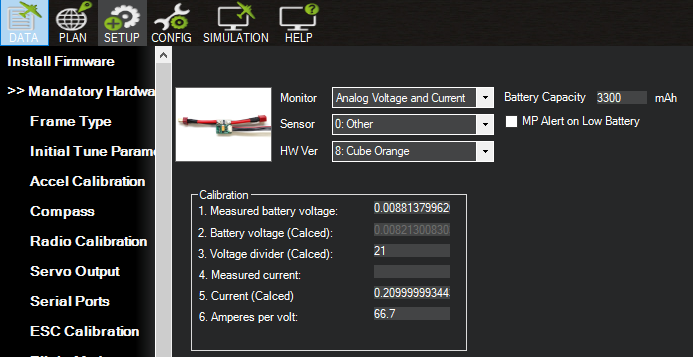 DATA PLAN SETUP CONFIG SIMULATION HELP
Install Firmware
>> Mandatory Hardwa
Frame Type
Initial Tune Parame
Accel Calibration
Compass
Radio Calibration
Servo Output
Serial Ports
ESC Calibration
Monitor Analog Voltage and Current Battery Capacity 3300 mAh
Sensor 0: Other MP Alert on Low Battery
HW Ver 8: Cube Orange
Calibration
1. Measured battery voltage: 0.0088137996
2. Battery voltage (Calced): 0.00821300830
3. Voltage divider (Calced): 21
4. Measured current:
5. Current (Calced) 0.20999999344
6. Amperes per volt: 66.7